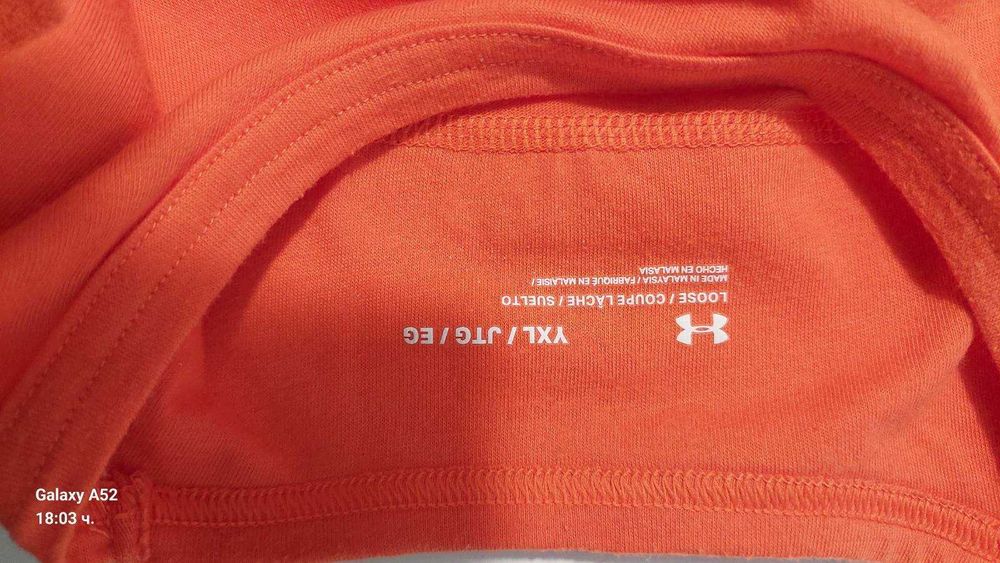 YXL / JTG / EG
LOOSE / COUPE LÂCHE / SUELTO
MADE IN MALAYSIA / FABRIQUÉ EN MALAISIE /
HECHO EN MALASIA
Galaxy A52
18:03 ч.